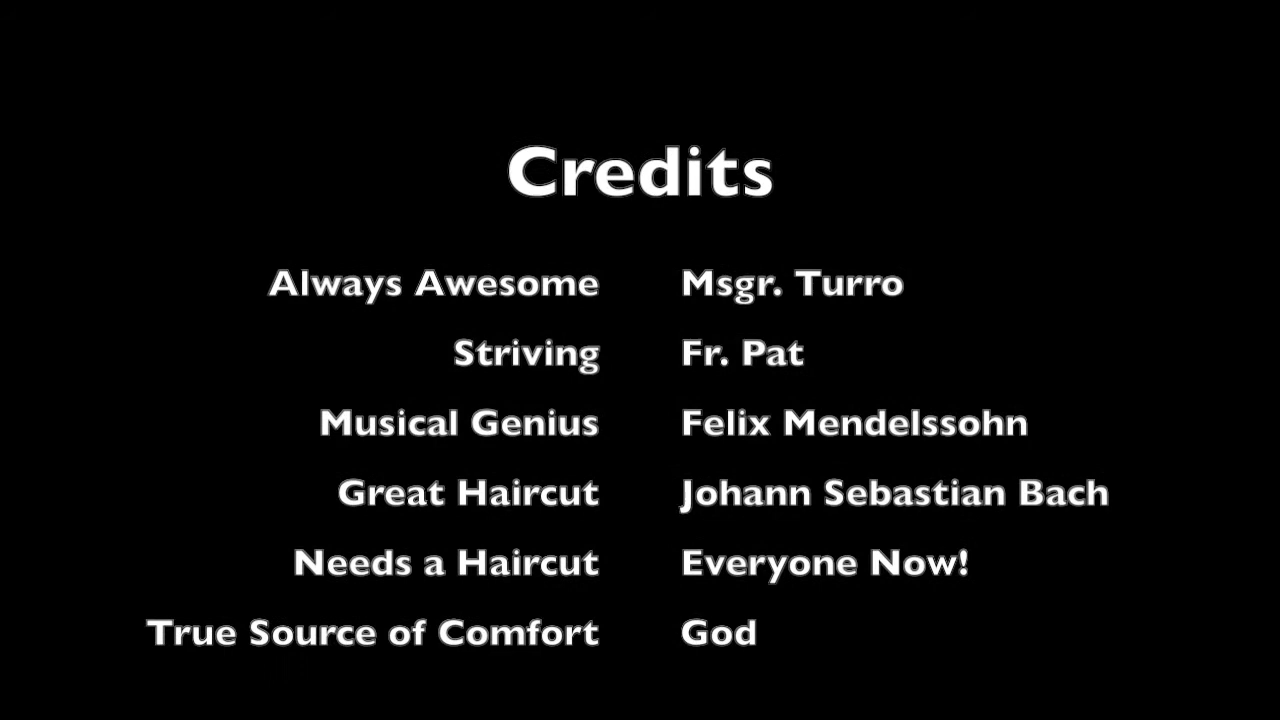 Credits
Always Awesome Msgr. Turro
Striving Fr. Pat
Musical Genius Felix Mendelssohn
Great Haircut Johann Sebastian Bach
Needs a Haircut Everyone Now!
True Source of Comfort God